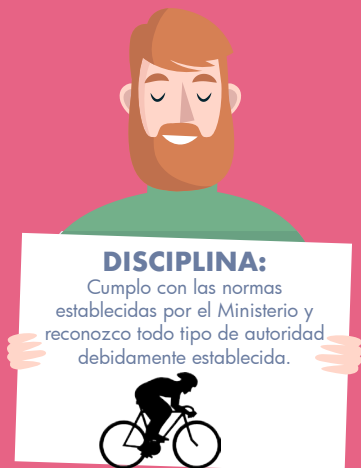 DISCIPLINA:
Cumplo con las normas
establecidas por el Ministerio y
reconozco todo tipo de autoridad
debidamente establecida.